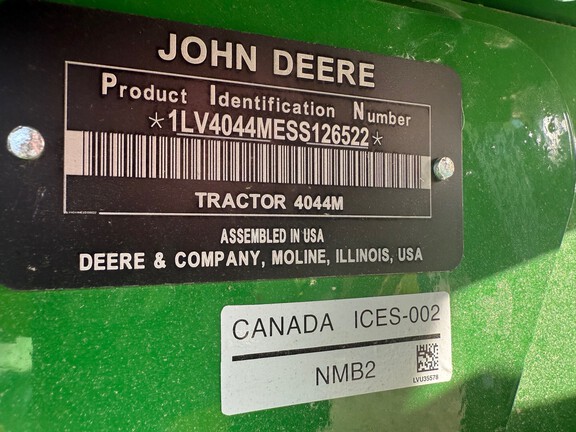 JOHN DEERE
Product Identification Number
*1LV4044MESS126522*
TRACTOR 4044M
ASSEMBLED IN USA
DEERE & COMPANY, MOLINE, ILLINOIS, USA
CANADA ICES-002
NMB2
LVU35578